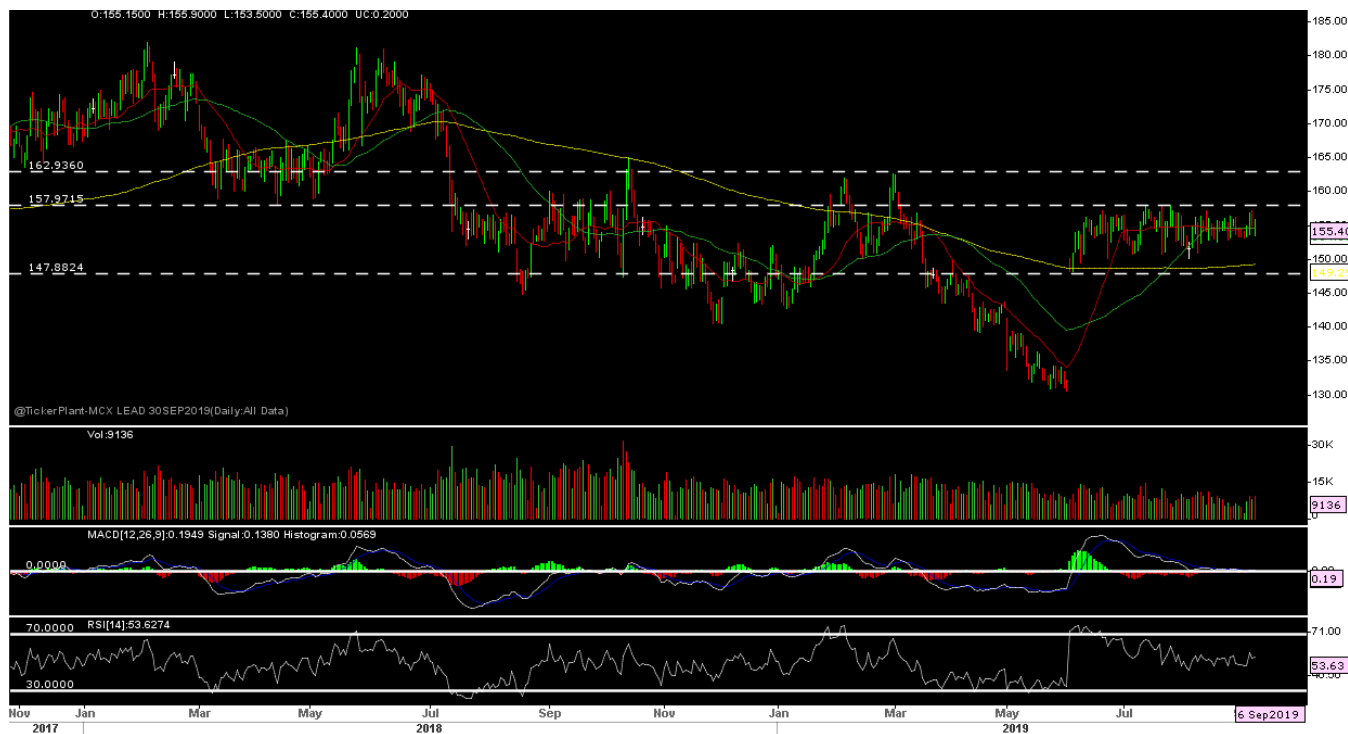 O:155.1500 H:155.9000 L:153.5000 C:155.4000 UC:0.2000
185.00
180.00
175.00
170.00
165.00
162.9360
160.00
157.9715
155.40
150.00
147.8824
149.2
145.00
140.00
135.00
130.00
@TickerPlant-MCX LEAD 30SEP2019(Daily:All Data)
Vol:9136
30K
15K
9136
0
MACD[12,26,9]:0.1949 Signal:0.1380 Histogram:0.0569
0.0000
0.19
RSI[14]:53.6274
70.0000
71.00
53.63
30.0000
Nov Jan Mar May Jul Sep Nov Jan Mar May Jul 6 Sep2019
2017 2018 2019